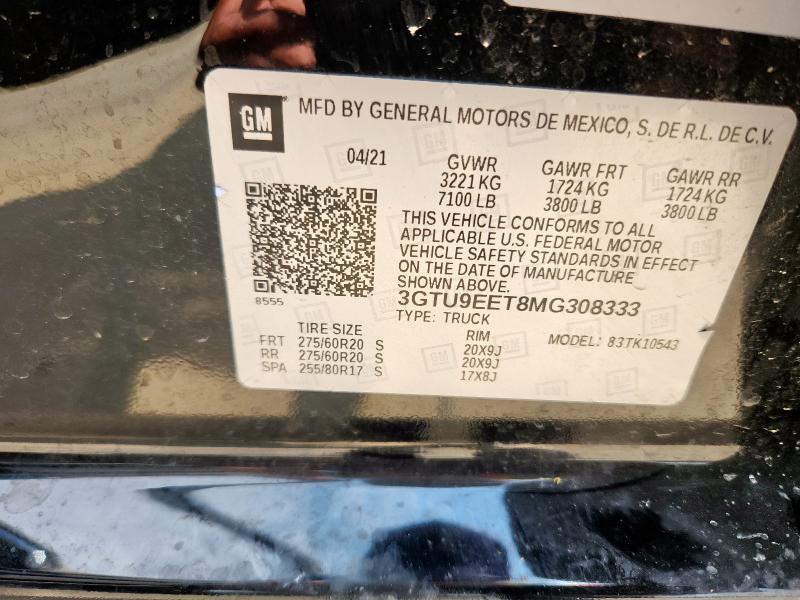 GM MFD BY GENERAL MOTORS DE MEXICO, S. DE R.L. DE C.V.
04/21 GVWR GAWR FRT GAWR RR
3221 KG 1724 KG 1724 KG
7100 LB 3800 LB 3800 LB
THIS VEHICLE CONFORMS TO ALL
APPLICABLE U.S. FEDERAL MOTOR
VEHICLE SAFETY STANDARDS IN EFFECT
ON THE DATE OF MANUFACTURE
SHOWN ABOVE.
8555 3GTU9EET8MG308333
TYPE: TRUCK
TIRE SIZE RIM
FRT 275/60R20 S 20X9J MODEL: 83TK10543
RR 275/60R20 S 20X9J
SPA 255/80R17 S 17X8J